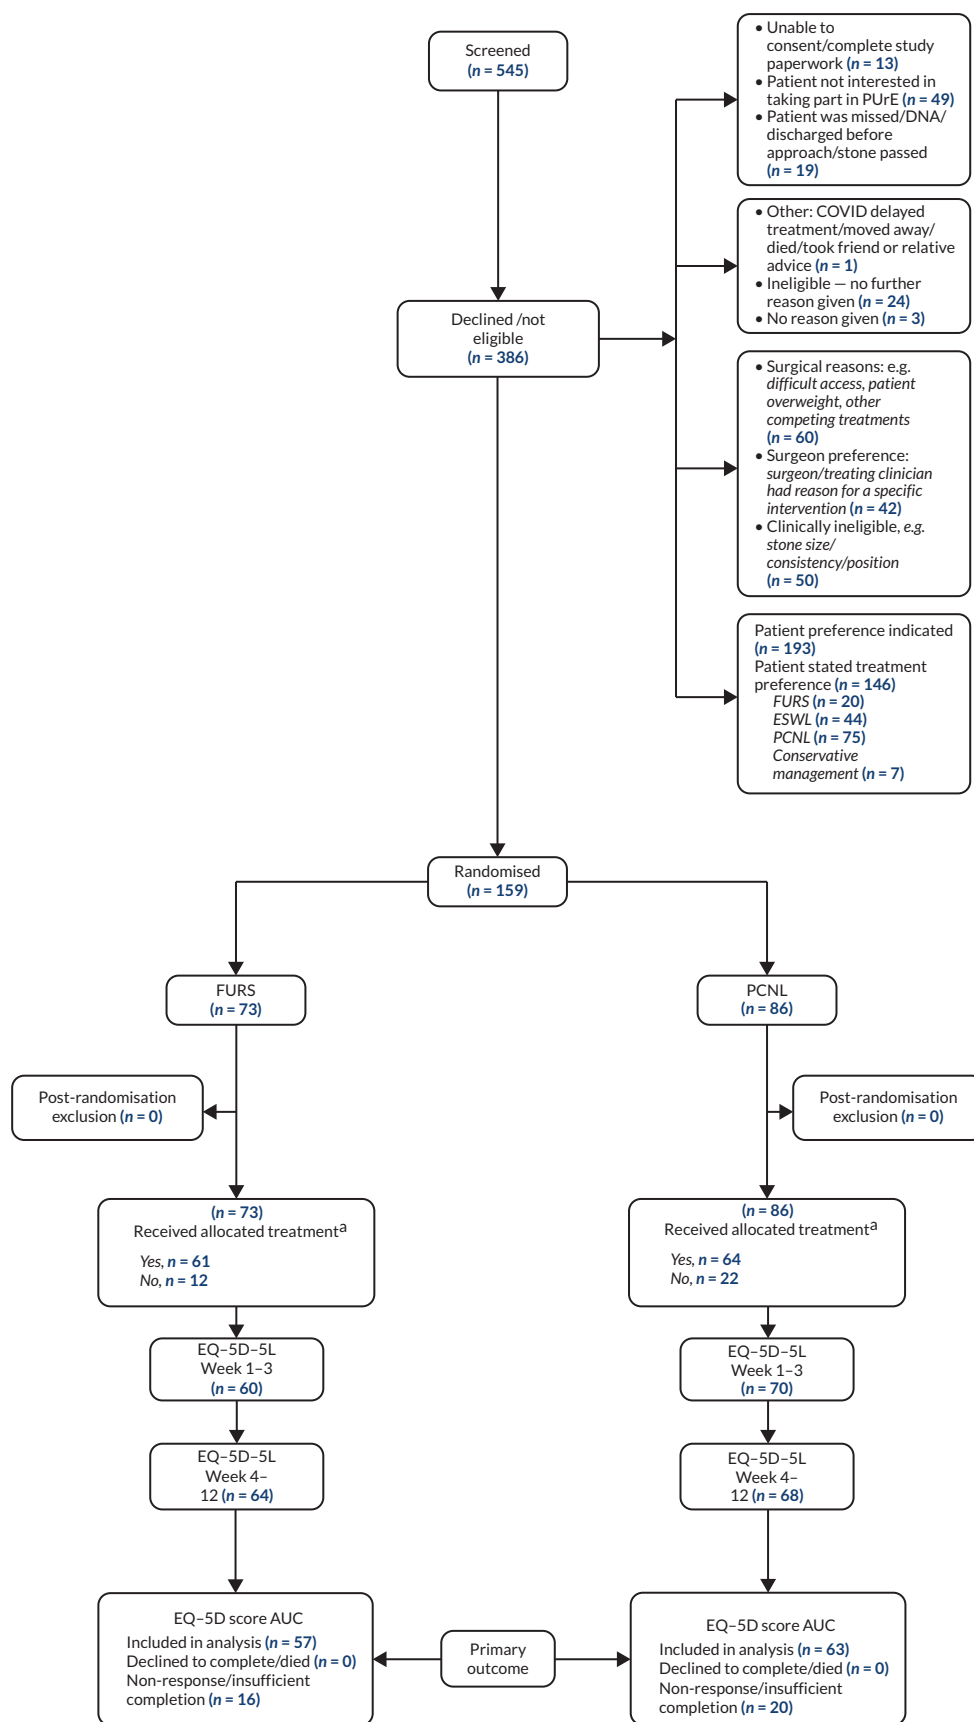 Screened
(n = 545)
• Unable to
consent/complete study
paperwork (n = 13)
• Patient not interested in
taking part in PUrE (n = 49)
• Patient was missed/DNA/
discharged before
approach/stone passed
(n = 19)
• Other: COVID delayed
treatment/moved away/
died/took friend or relative
advice (n = 1)
• Ineligible — no further
reason given (n = 24)
• No reason given (n = 3)
Declined /not
eligible
(n = 386)
• Surgical reasons: e.g.
difficult access, patient
overweight, other
competing treatments
(n = 60)
• Surgeon preference:
surgeon/treating clinician
had reason for a specific
intervention (n = 42)
• Clinically ineligible, e.g.
stone size/
consistency/position
(n = 50)
Patient preference indicated
(n = 193)
Patient stated treatment
preference (n = 146)
FURS (n = 20)
ESWL (n = 44)
PCNL (n = 75)
Conservative
management (n = 7)
Randomised
(n = 159)
FURS
(n = 73)
PCNL
(n = 86)
Post-randomisation
exclusion (n = 0)
Post-randomisation
exclusion (n = 0)
(n = 73)
Received allocated treatmentᵃ
Yes, n = 61
No, n = 12
(n = 86)
Received allocated treatmentᵃ
Yes, n = 64
No, n = 22
EQ–5D–5L
Week 1–3
(n = 60)
EQ–5D–5L
Week 1–3
(n = 70)
EQ–5D–5L
Week 4–
12 (n = 64)
EQ–5D–5L
Week 4–
12 (n = 68)
EQ–5D score AUC
Included in analysis (n = 57)
Declined to complete/died (n = 0)
Non-response/insufficient
completion (n = 16)
Primary
outcome
EQ–5D score AUC
Included in analysis (n = 63)
Declined to complete/died (n = 0)
Non-response/insufficient
completion (n = 20)